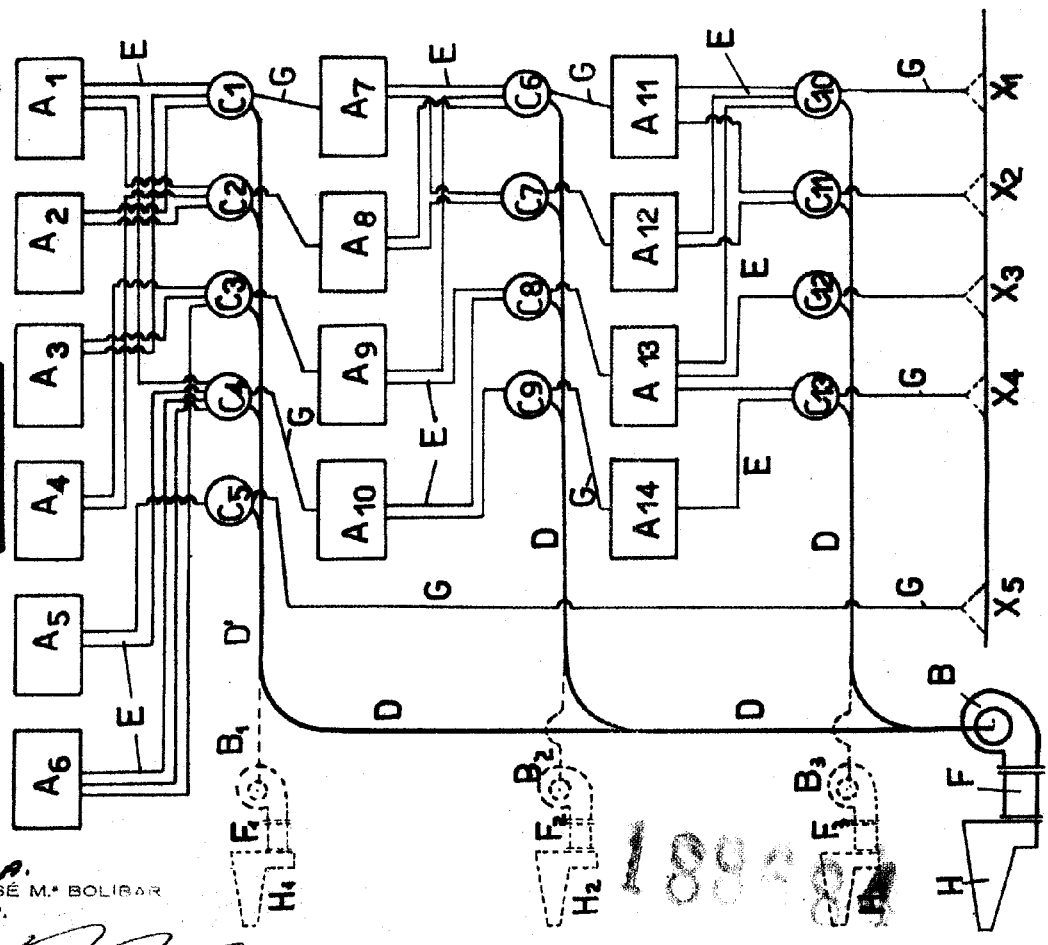 A1 A2 A3 A4 A5 A6
E
E
C1 C2 C3 C4 C5
G
G
D'
B1
F1
H1
A7 A8 A9 A10
E
E
G
D
C6 C7 C8 C9
G
G
D
B2
F2
H2
A11 A12 A13 A14
E
E
E
D
D
C10 C11 C12 C13
B3
F3
G
G
G
X1 X2 X3 X4 X5
B
F
H
SÉ M.ª BOLIBAR